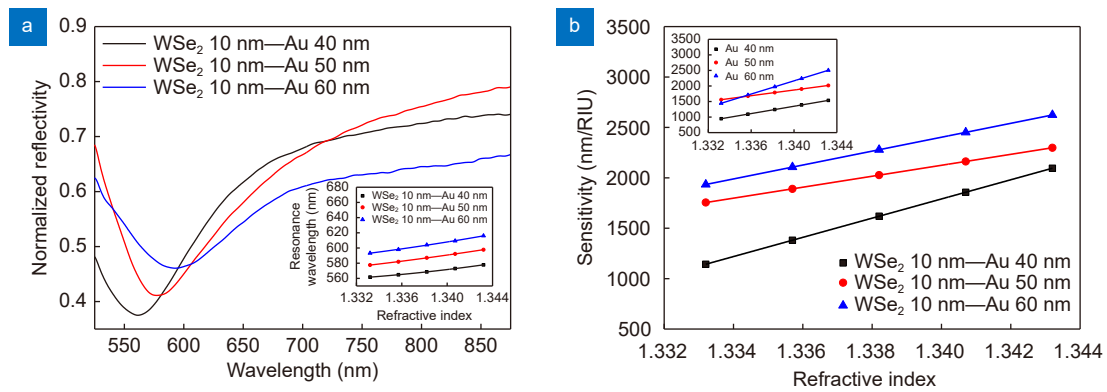 a
Normalized reflectivity
0.9
0.8
0.7
0.6
0.5
0.4
WSe₂ 10 nm—Au 40 nm
WSe₂ 10 nm—Au 50 nm
WSe₂ 10 nm—Au 60 nm
550 600 650 700 750 800 850
Wavelength (nm)
Resonance
wavelength (nm)
680
660
640
620
600
580
560
WSe₂ 10 nm—Au 40 nm
WSe₂ 10 nm—Au 50 nm
WSe₂ 10 nm—Au 60 nm
1.332 1.336 1.340 1.344
Refractive index
b
Sensitivity (nm/RIU)
3500
3000
2500
2000
1500
1000
500
3500
3000
2500
2000
1500
1000
500
Au 40 nm
Au 50 nm
Au 60 nm
1.332 1.336 1.340 1.344
WSe₂ 10 nm—Au 40 nm
WSe₂ 10 nm—Au 50 nm
WSe₂ 10 nm—Au 60 nm
1.332 1.334 1.336 1.338 1.340 1.342 1.344
Refractive index